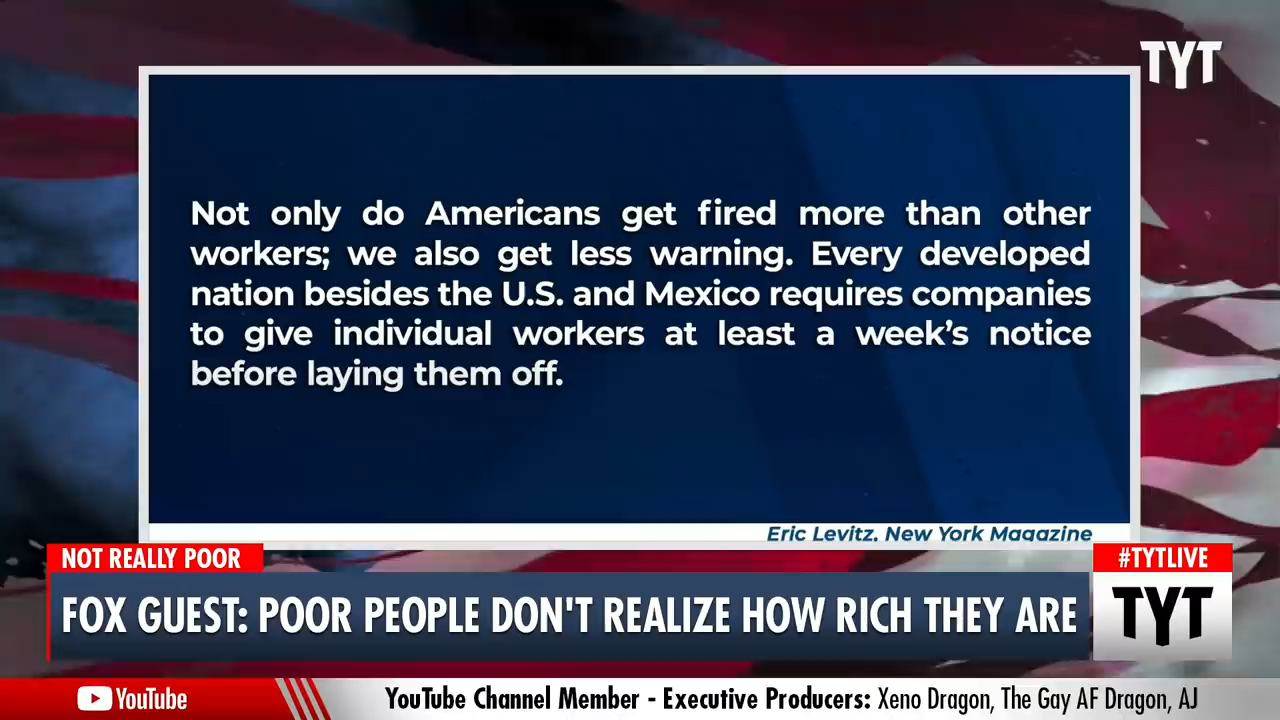 TYT
Not only do Americans get fired more than other
workers; we also get less warning. Every developed
nation besides the U.S. and Mexico requires companies
to give individual workers at least a week's notice
before laying them off.
Eric Levitz, New York Magazine
NOT REALLY POOR
#TYTLIVE
FOX GUEST: POOR PEOPLE DON'T REALIZE HOW RICH THEY ARE
TYT
YouTube
YouTube Channel Member - Executive Producers: Xeno Dragon, The Gay AF Dragon, AJ